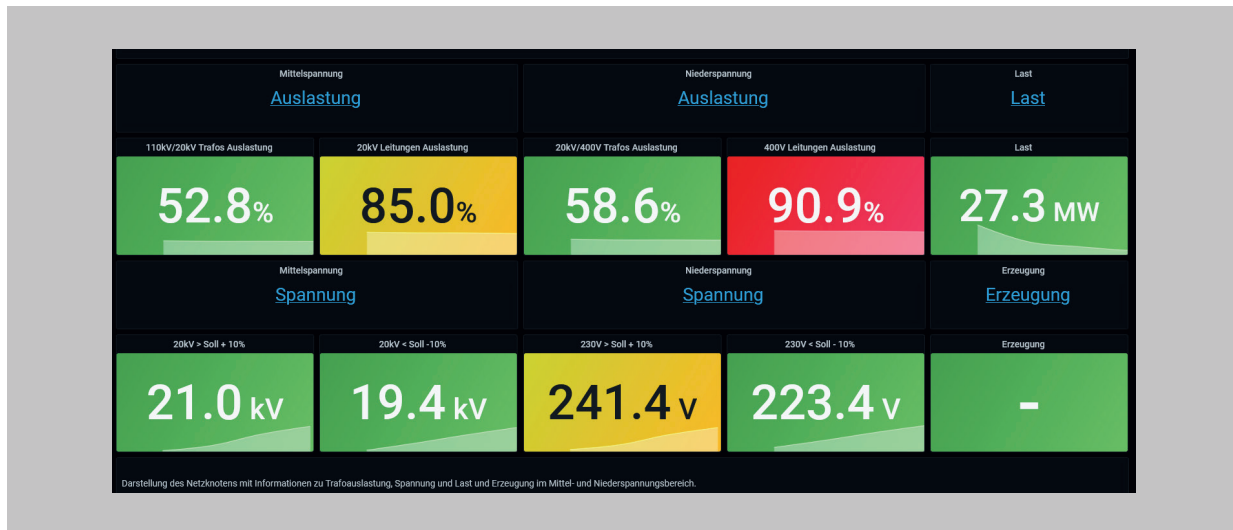 Mittelspannung Niederspannung Last
Auslastung Auslastung Last
110kV/20kV Trafos Auslastung 20kV Leitungen Auslastung 20kV/400V Trafos Auslastung 400V Leitungen Auslastung Last
52.8% 85.0% 58.6% 90.9% 27.3 MW
Mittelspannung Niederspannung Erzeugung
Spannung Spannung Erzeugung
20kV > Soll + 10% 20kV < Soll -10% 230V > Soll + 10% 230V < Soll - 10% Erzeugung
21.0 kV 19.4 kV 241.4 V 223.4 V -
Darstellung des Netzknotens mit Informationen zu Trafoauslastung, Spannung und Last und Erzeugung im Mittel- und Niederspannungsbereich.